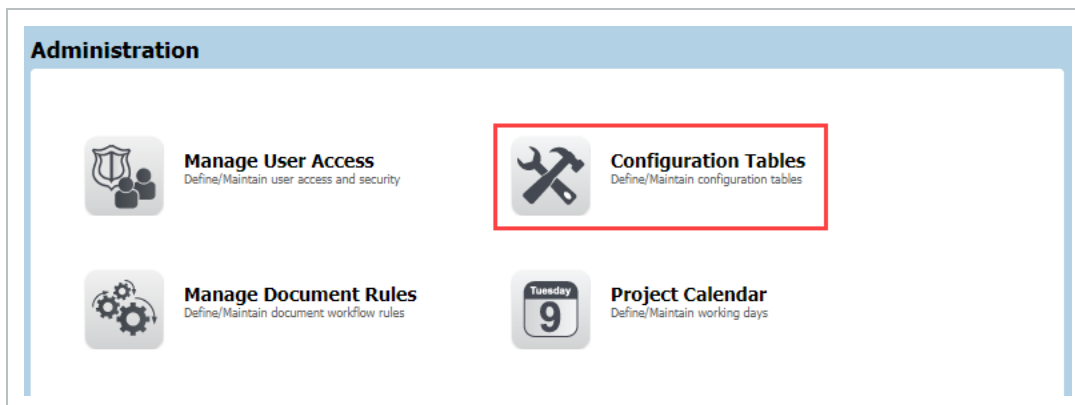 Administration
Manage User Access
Define/Maintain user access and security
Configuration Tables
Define/Maintain configuration tables
Manage Document Rules
Define/Maintain document workflow rules
Tuesday
9
Project Calendar
Define/Maintain working days